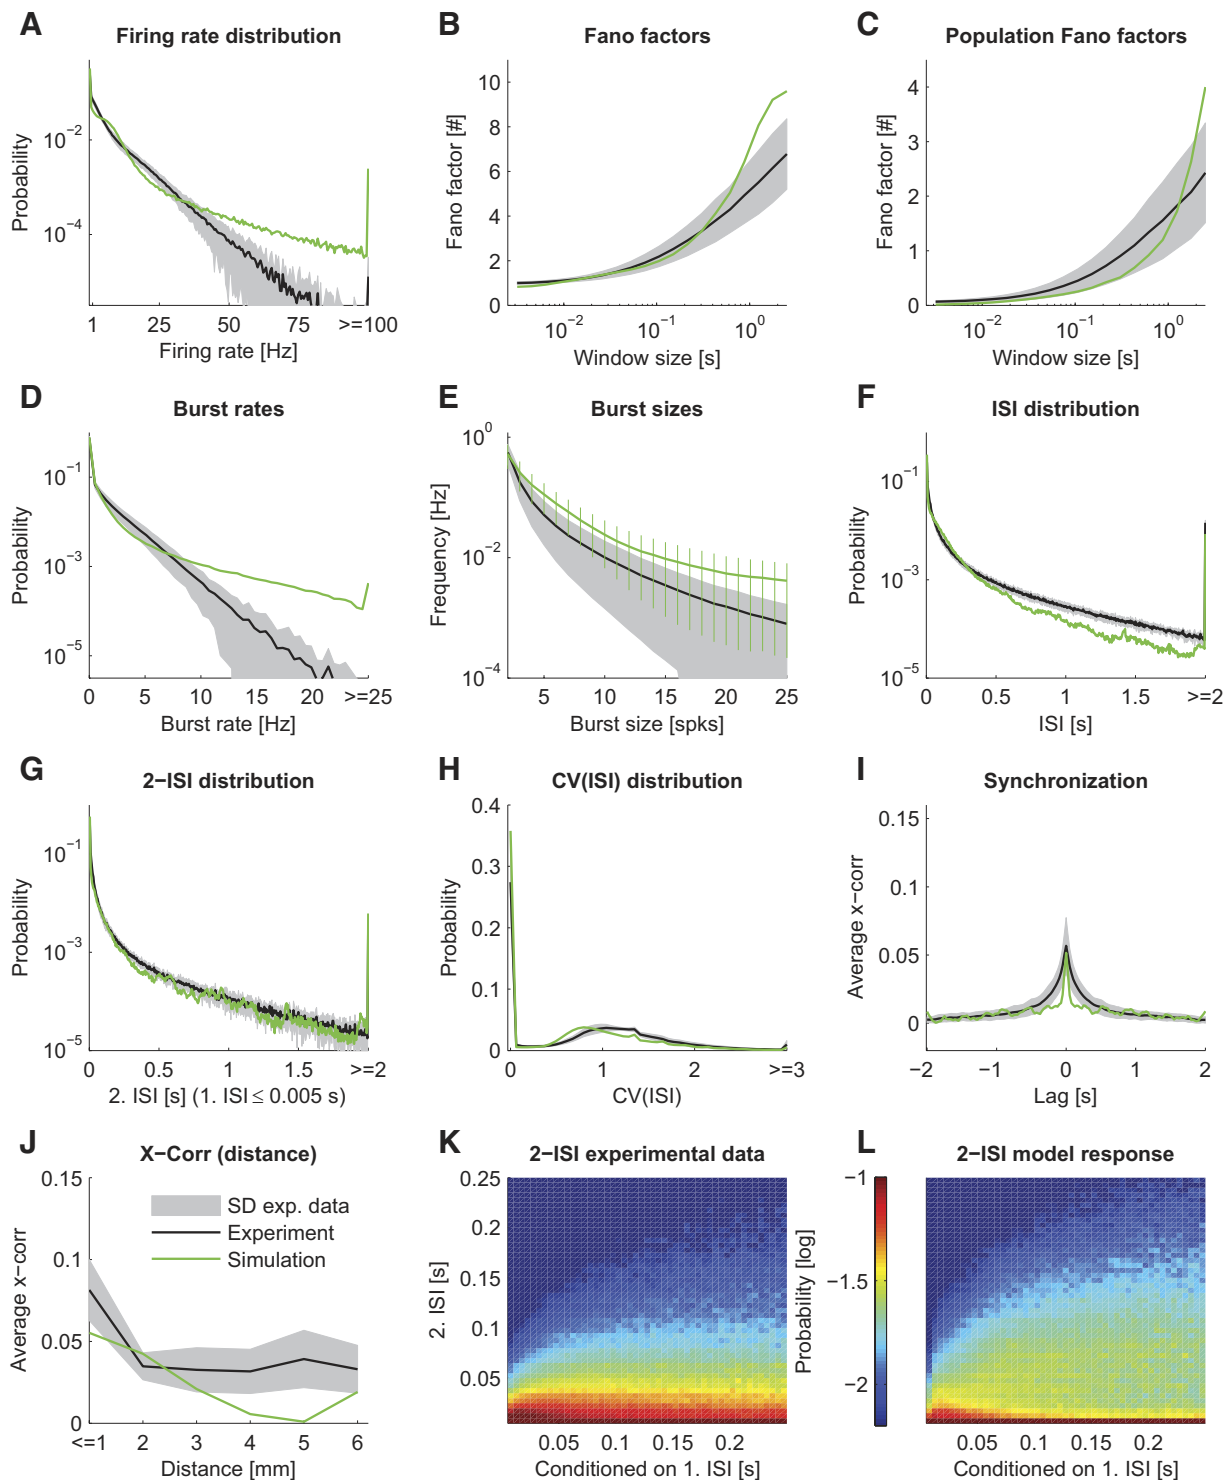 A
Firing rate distribution
Probability
10−2
10−4
1 25 50 75 >=100
Firing rate [Hz]
B
Fano factors
Fano factor [#]
10
8
6
4
2
0
10−2 10−1 100
Window size [s]
C
Population Fano factors
Fano factor [#]
4
3
2
1
0
10−2 10−1 100
Window size [s]
D
Burst rates
Probability
10−1
10−3
10−5
0 5 10 15 20 >=25
Burst rate [Hz]
E
Burst sizes
Frequency [Hz]
100
10−2
10−4
5 10 15 20 25
Burst size [spks]
F
ISI distribution
Probability
10−1
10−3
10−5
0 0.5 1 1.5 >=2
ISI [s]
G
2−ISI distribution
Probability
10−1
10−3
10−5
0 0.5 1 1.5 >=2
2. ISI [s] (1. ISI ≤ 0.005 s)
H
CV(ISI) distribution
Probability
0.4
0.3
0.2
0.1
0
0 1 2 >=3
CV(ISI)
I
Synchronization
Average x−corr
0.15
0.1
0.05
0
−2 −1 0 1 2
Lag [s]
J
X−Corr (distance)
Average x−corr
0.15
0.1
0.05
0
SD exp. data
Experiment
Simulation
<=1 2 3 4 5 6
Distance [mm]
K
2−ISI experimental data
2. ISI [s]
0.25
0.2
0.15
0.1
0.05
0.05 0.1 0.15 0.2
Conditioned on 1. ISI [s]
Probability [log]
−1
−1.5
−2
L
2−ISI model response
0.05 0.1 0.15 0.2
Conditioned on 1. ISI [s]